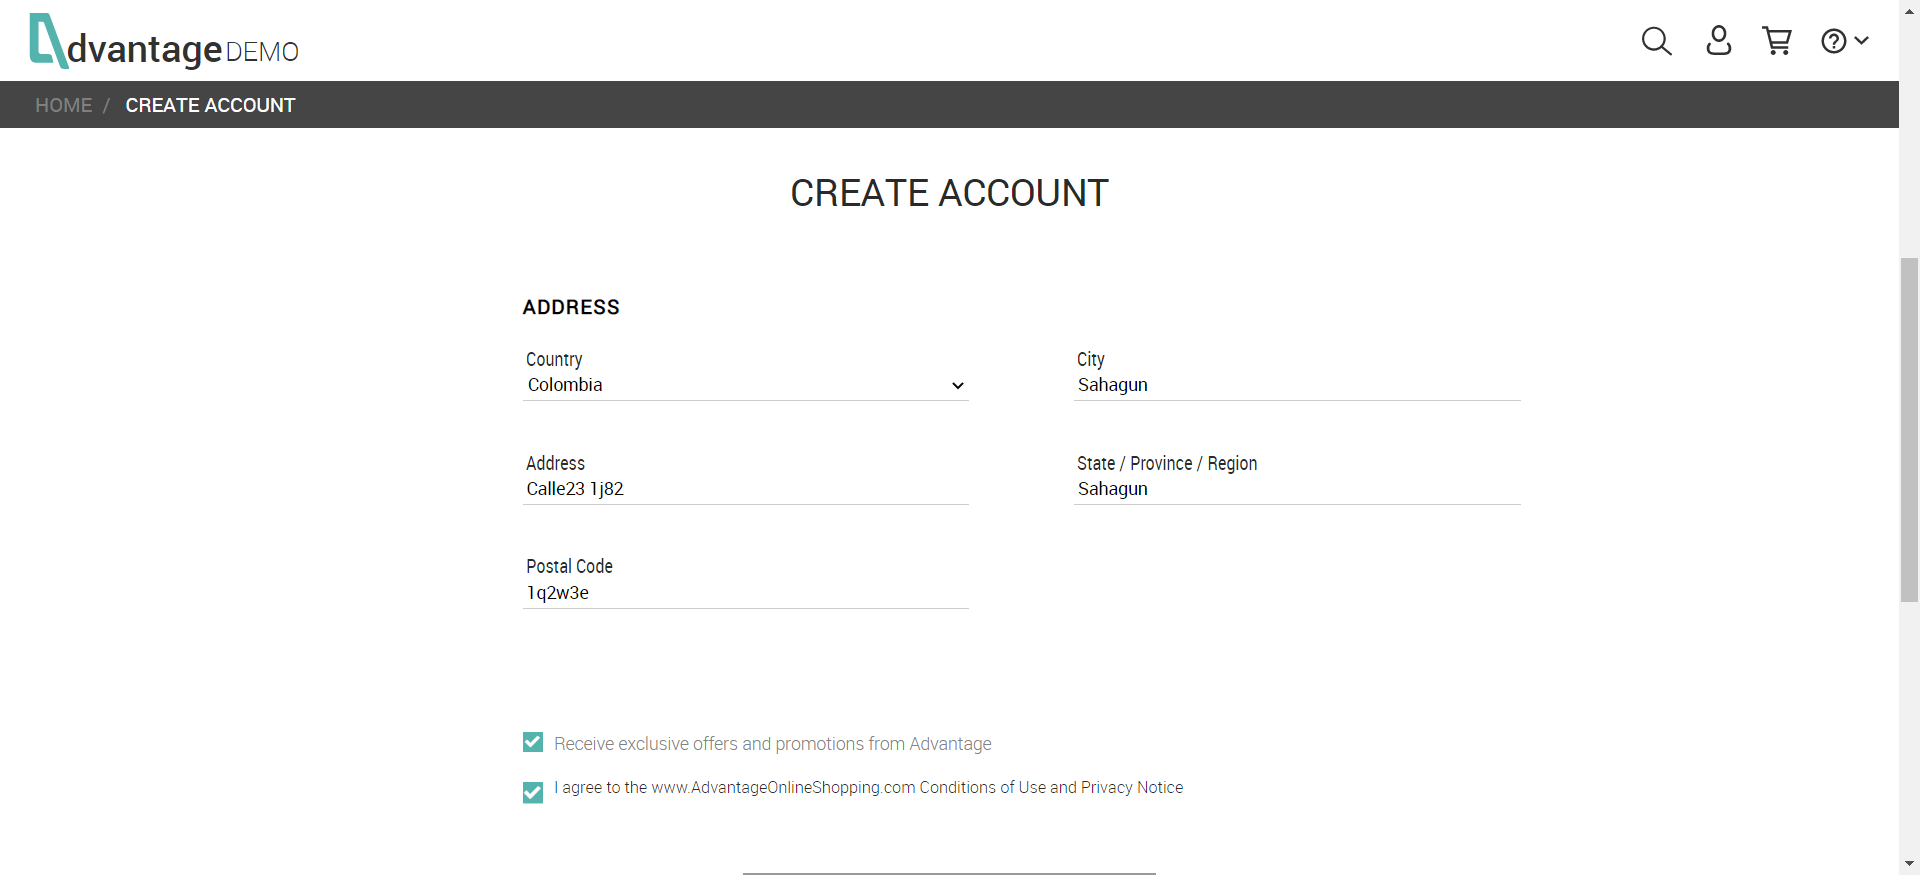 dvantage DEMO
HOME / CREATE ACCOUNT
CREATE ACCOUNT
ADDRESS
Country
Colombia
City
Sahagun
Address
Calle23 1j82
State / Province / Region
Sahagun
Postal Code
1q2w3e
Receive exclusive offers and promotions from Advantage
I agree to the www.AdvantageOnlineShopping.com Conditions of Use and Privacy Notice